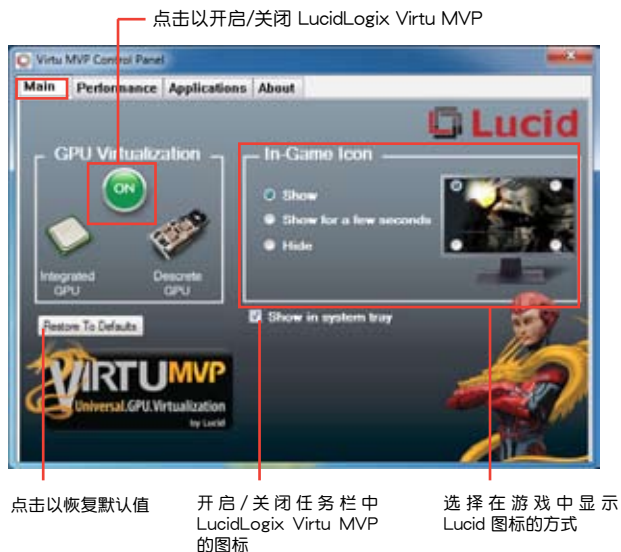 点击以开启/关闭 LucidLogix Virtu MVP
Virtu MVP Control Panel
Main Performance Applications About
Lucid
GPU Virtualization
In-Game Icon
ON
Show
Show for a few seconds
Hide
Integrated
GPU
Descrete
GPU
Restore To Defaults
Show in system tray
VIRTUMVP
Universal.GPU.Virtualization
by Lucid
点击以恢复默认值
开启/关闭任务栏中
LucidLogix Virtu MVP
的图标
选择在游戏中显示
Lucid 图标的方式